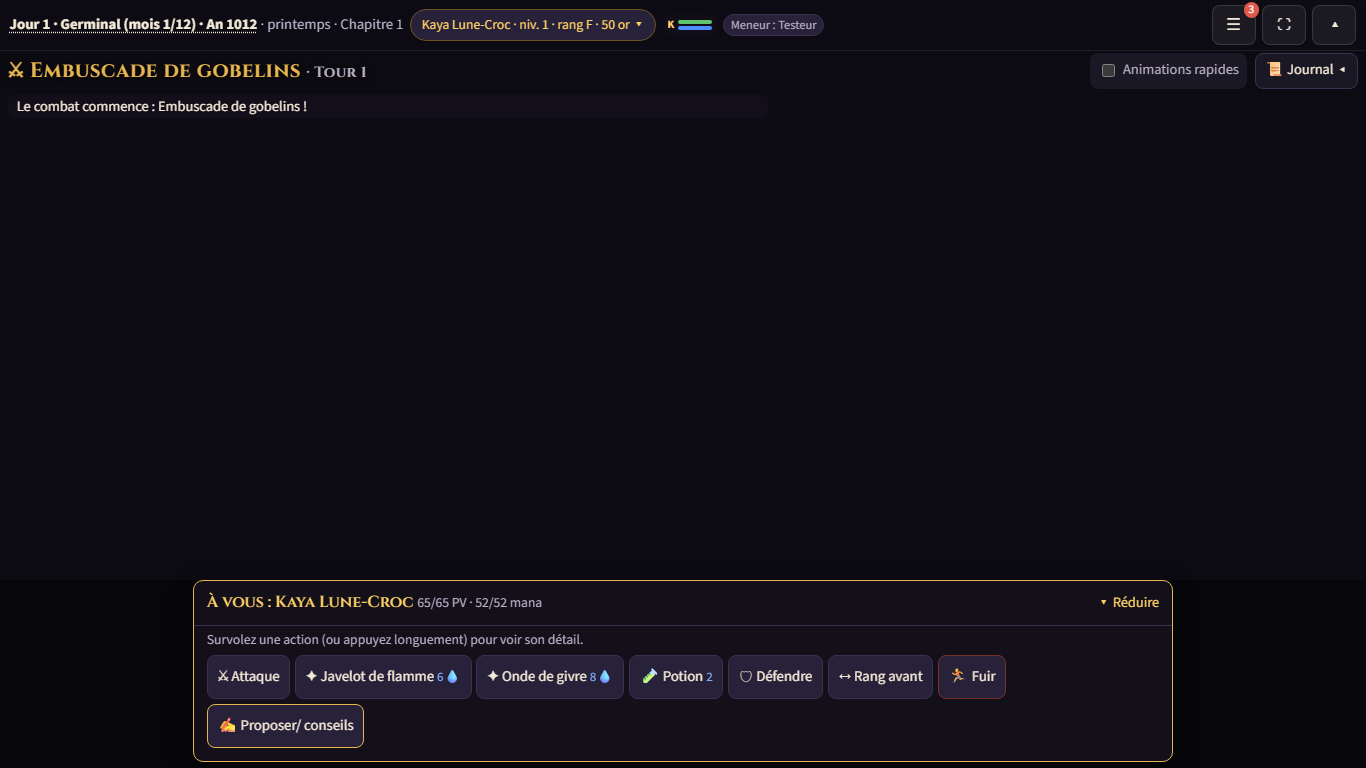 Jour 1 · Germinal (mois 1/12) · An 1012 · printemps · Chapitre 1 Kaya Lune-Croc · niv. 1 · rang F · 50 or ▾ K Meneur : Testeur ☰ 3 ▴
⚔ Embuscade de gobelins · Tour 1 Animations rapides 📜 Journal ◂
Le combat commence : Embuscade de gobelins !
À vous : Kaya Lune-Croc 65/65 PV · 52/52 mana ▾ Réduire
Survolez une action (ou appuyez longuement) pour voir son détail.
⚔ Attaque ✦ Javelot de flamme 6 💧 ✦ Onde de givre 8 💧 🧪 Potion 2 🛡 Défendre ↔ Rang avant 🏃 Fuir
✍ Proposer/ conseils